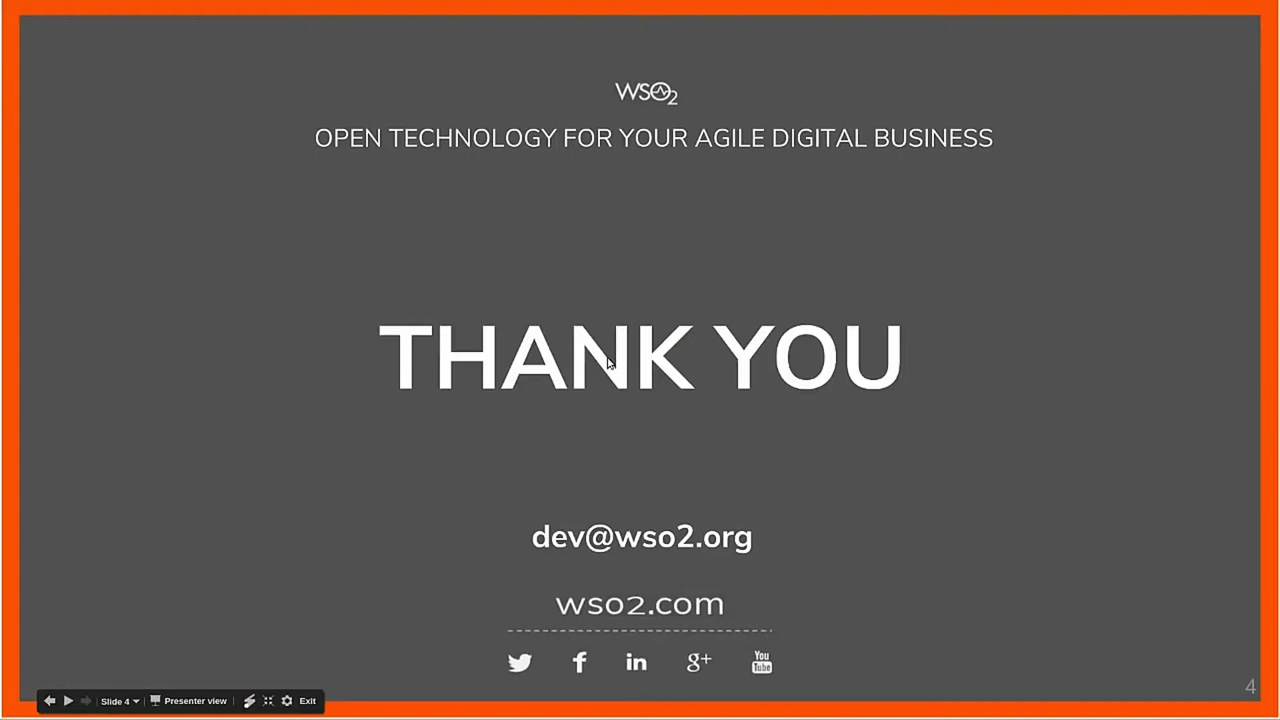 WSO2
OPEN TECHNOLOGY FOR YOUR AGILE DIGITAL BUSINESS
THANK YOU
dev@wso2.org
wso2.com
f in g+ You Tube
4
Slide 4 Presenter view Exit